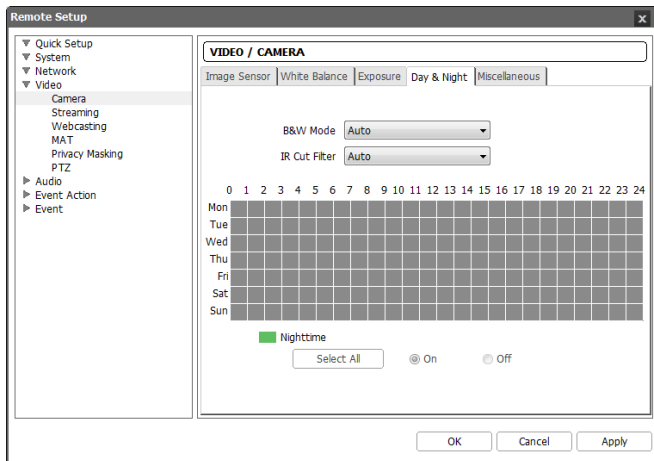 Remote Setup
x
Quick Setup
System
Network
Video
Camera
Streaming
Webcasting
MAT
Privacy Masking
PTZ
Audio
Event Action
Event
VIDEO / CAMERA
Image Sensor White Balance Exposure Day & Night Miscellaneous
B&W Mode Auto
IR Cut Filter Auto
0 1 2 3 4 5 6 7 8 9 10 11 12 13 14 15 16 17 18 19 20 21 22 23 24
Mon
Tue
Wed
Thu
Fri
Sat
Sun
Nighttime
Select All On Off
OK Cancel Apply